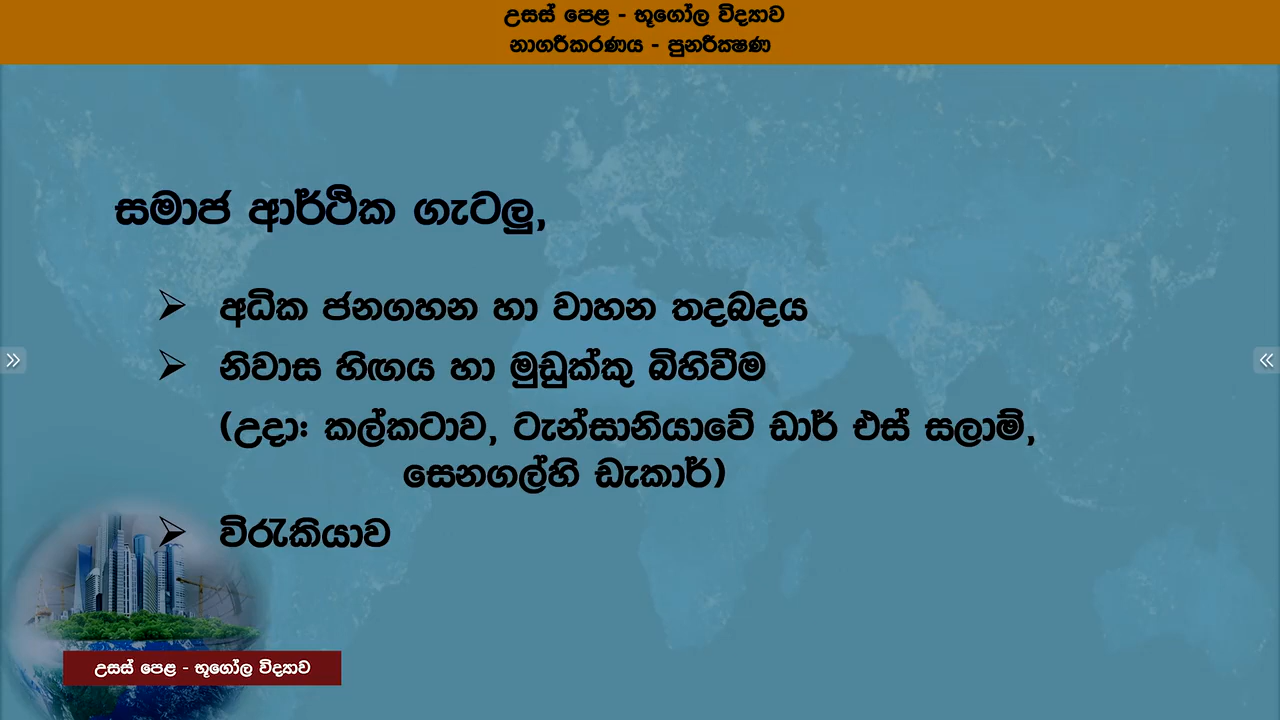 උසස් පෙළ - භූගෝල විද්‍යාව
නාගරීකරණය - පුනරීක්‍ෂණ
සමාජ ආර්ථික ගැටලු,
අධික ජනගහන හා වාහන තදබදය
නිවාස හිඟය හා මුඩුක්කු බිහිවීම
(උදා: කල්කටාව, ටැන්සානියාවේ ඩාර් එස් සලාම්,
සෙනගල්හි ඩැකාර්)
විරැකියාව
උසස් පෙළ - භූගෝල විද්‍යාව